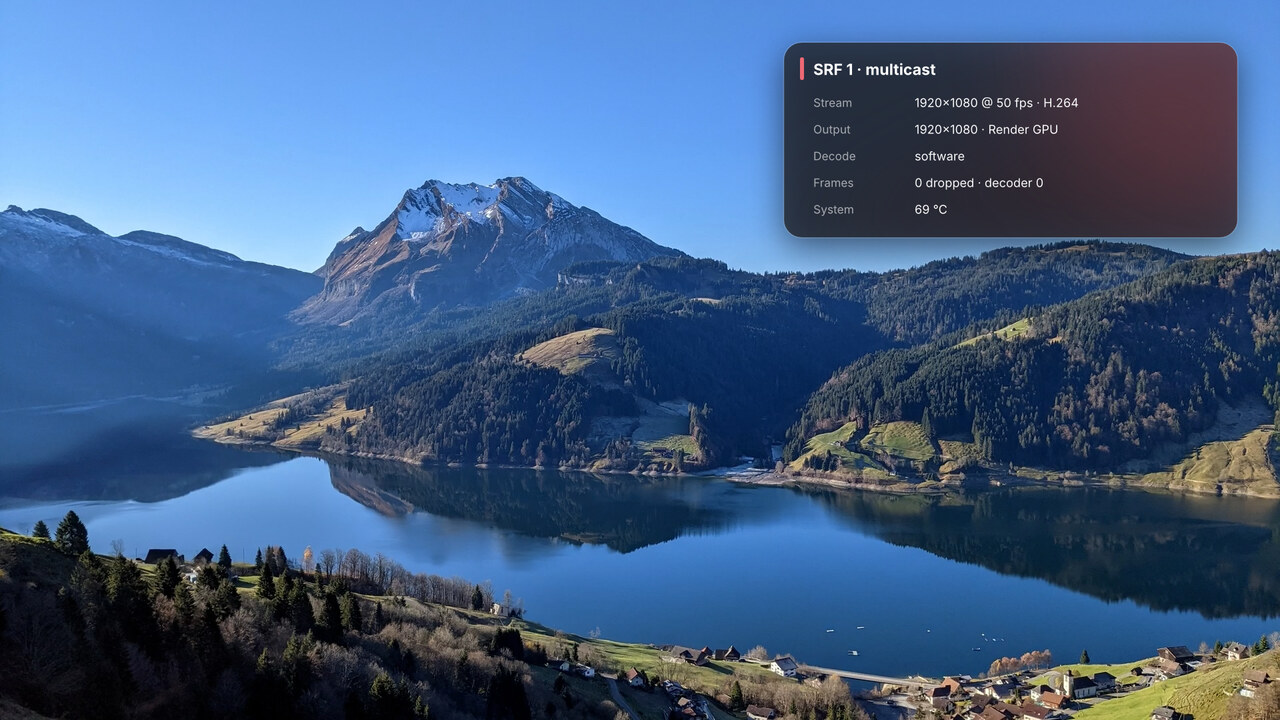 SRF 1 · multicast
Stream 1920×1080 @ 50 fps · H.264
Output 1920×1080 · Render GPU
Decode software
Frames 0 dropped · decoder 0
System 69 °C